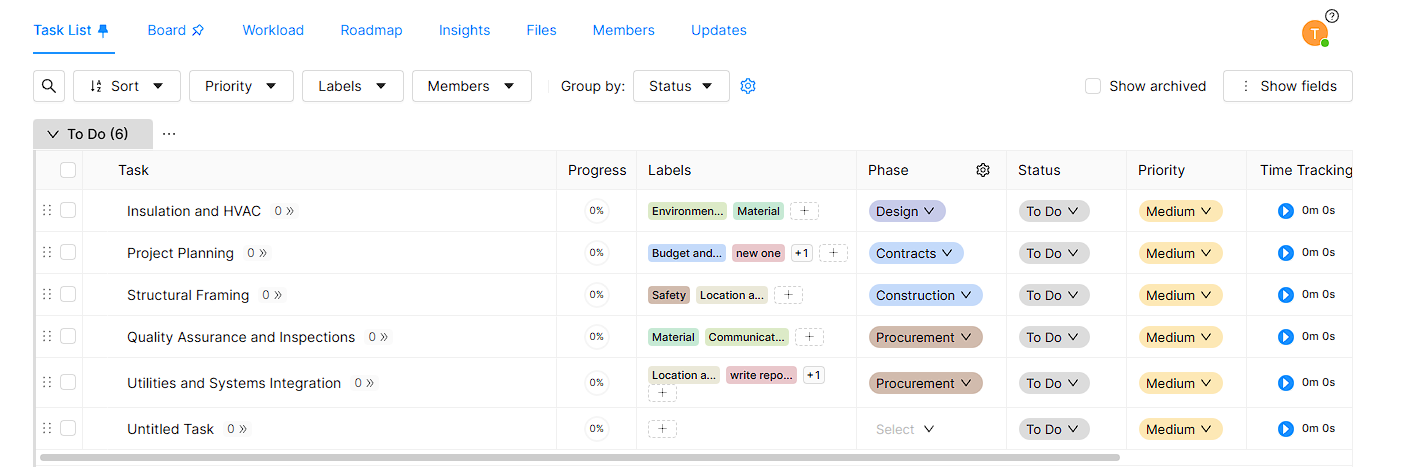 Task List Board Workload Roadmap Insights Files Members Updates
?
T
Sort Priority Labels Members Group by: Status Show archived Show fields
To Do (6) ...
Task Progress Labels Phase Status Priority Time Tracking
Insulation and HVAC 0 » 0% Environmen... Material + Design To Do Medium 0m 0s
Project Planning 0 » 0% Budget and... new one +1 + Contracts To Do Medium 0m 0s
Structural Framing 0 » 0% Safety Location a... + Construction To Do Medium 0m 0s
Quality Assurance and Inspections 0 » 0% Material Communicat... + Procurement To Do Medium 0m 0s
Utilities and Systems Integration 0 » 0% Location a... write repo... +1 + Procurement To Do Medium 0m 0s
Untitled Task 0 » 0% + Select To Do Medium 0m 0s